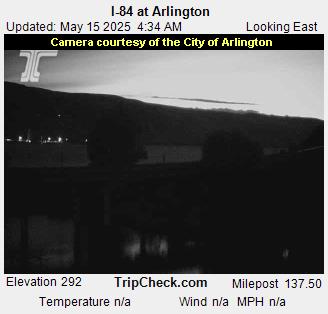 I-84 at Arlington
Updated: May 15 2025 4:34 AM Looking East
Camera courtesy of the City of Arlington
Elevation 292 TripCheck.com Milepost 137.50
Temperature n/a Wind n/a MPH n/a